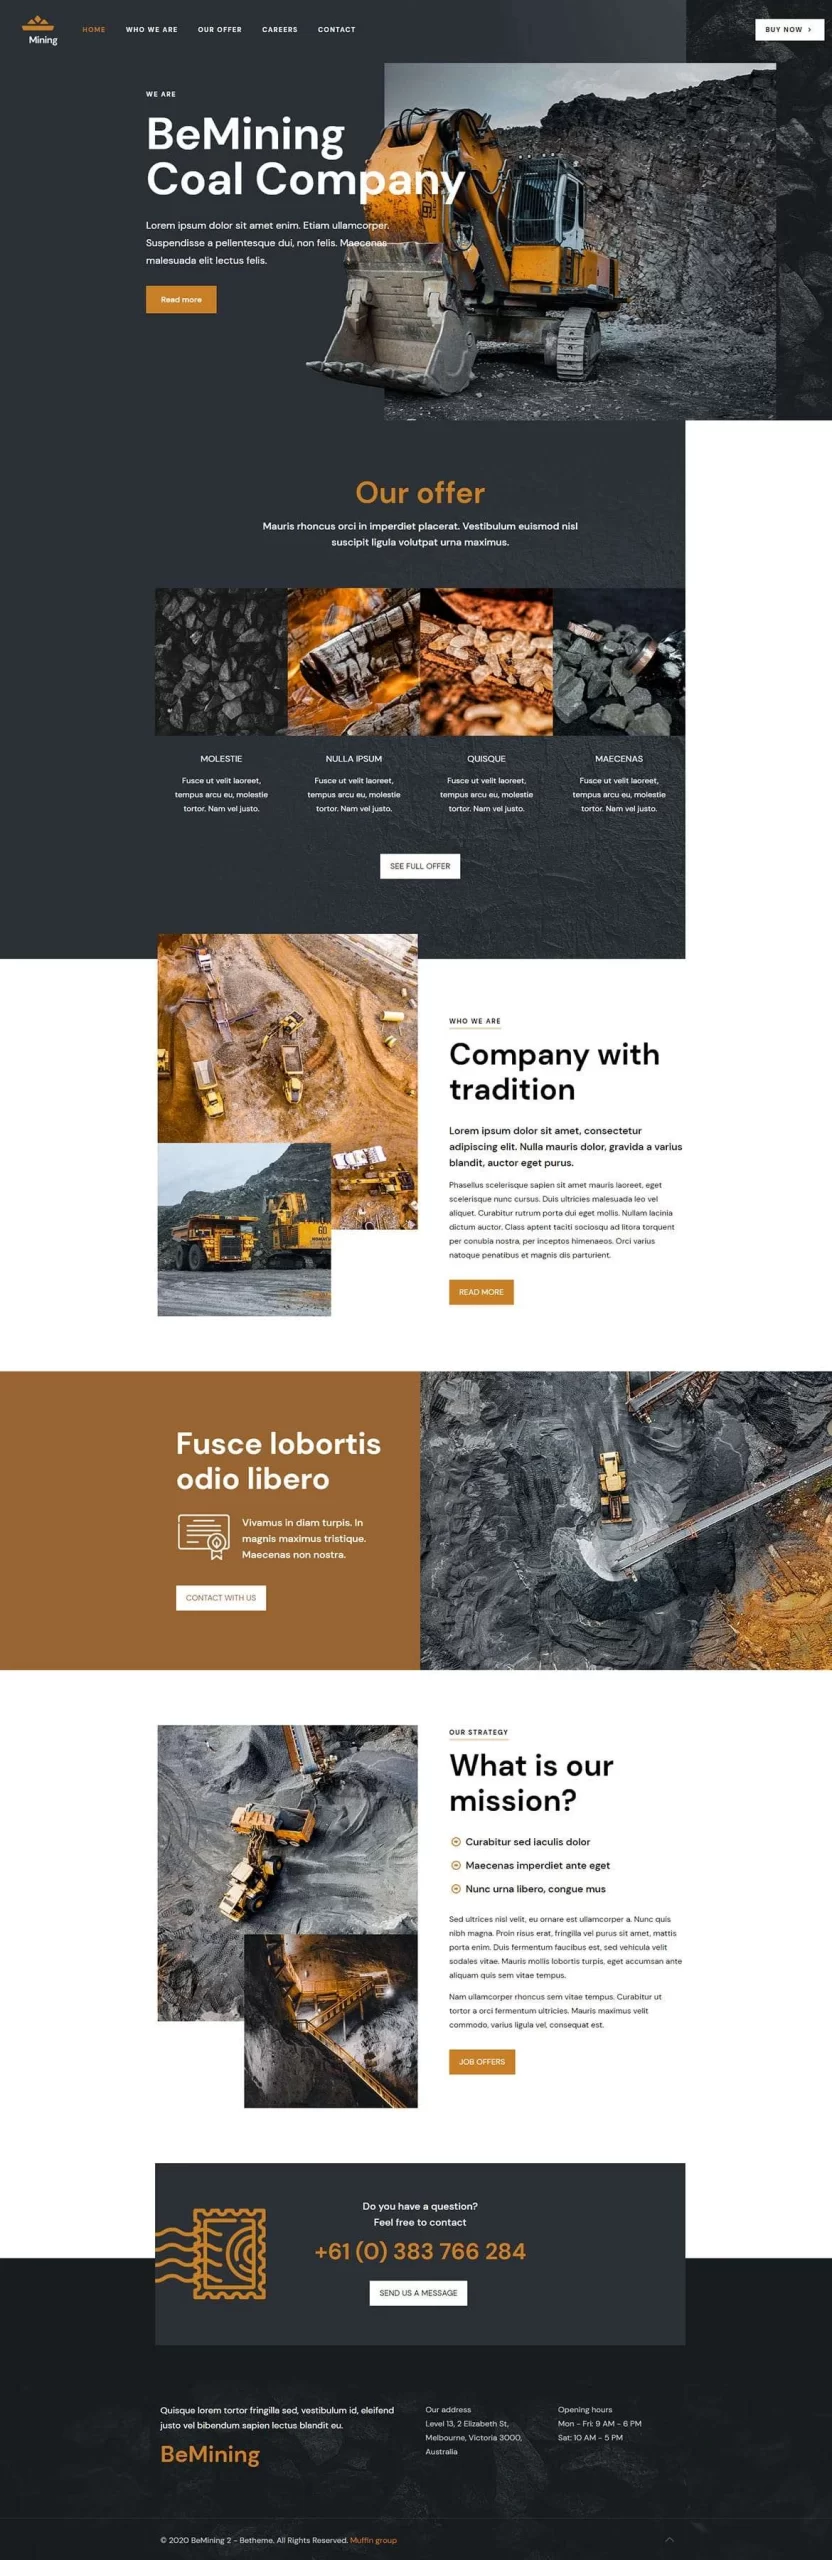 Mining
HOME
WHO WE ARE
OUR OFFER
CAREERS
CONTACT
BUY NOW
WE ARE
BeMining
Coal Company
Lorem ipsum dolor sit amet enim. Etiam ullamcorper.
Suspendisse a pellentesque dui, non felis. Maecenas
malesuada elit lectus felis.
Read more
Our offer
Mauris rhoncus orci in imperdiet placerat. Vestibulum euismod nisl
suscipit ligula volutpat urna maximus.
MOLESTIE
Fusce ut velit laoreet,
tempus arcu eu, molestie
tortor. Nam vel justo.
NULLA IPSUM
Fusce ut velit laoreet,
tempus arcu eu, molestie
tortor. Nam vel justo.
QUISQUE
Fusce ut velit laoreet,
tempus arcu eu, molestie
tortor. Nam vel justo.
MAECENAS
Fusce ut velit laoreet,
tempus arcu eu, molestie
tortor. Nam vel justo.
SEE FULL OFFER
WHO WE ARE
Company with
tradition
Lorem ipsum dolor sit amet, consectetur
adipiscing elit. Nulla mauris dolor, gravida a varius
blandit, auctor eget purus.
Phasellus scelerisque sapien sit amet mauris laoreet, eget
scelerisque nunc cursus. Duis ultricies malesuada leo vel
aliquet. Curabitur rutrum porta dui eget mollis. Nullam lacinia
dictum auctor. Class aptent taciti sociosqu ad litora torquent
per conubia nostra, per inceptos himenaeos. Orci varius
natoque penatibus et magnis dis parturient.
READ MORE
Fusce lobortis
odio libero
Vivamus in diam turpis. In
magnis maximus tristique.
Maecenas non nostra.
CONTACT WITH US
OUR STRATEGY
What is our
mission?
Curabitur sed iaculis dolor
Maecenas imperdiet ante eget
Nunc urna libero, congue mus
Sed ultrices nisl velit, eu ornare est ullamcorper a. Nunc quis
nibh magna. Proin risus erat, fringilla vel purus sit amet, mattis
porta enim. Duis fermentum faucibus est, sed vehicula velit
sodales vitae. Mauris mollis lobortis turpis, eget accumsan ante
aliquam quis sem vitae tempus.
Nam ullamcorper rhoncus sem vitae tempus. Curabitur ut
tortor a orci fermentum ultricies. Mauris maximus velit
commodo, varius ligula vel, consequat est.
JOB OFFERS
Do you have a question?
Feel free to contact
+61 (0) 383 766 284
SEND US A MESSAGE
Quisque lorem tortor fringilla sed, vestibulum id, eleifend
justo vel bibendum sapien lectus blandit eu.
BeMining
Our address
Level 13, 2 Elizabeth St,
Melbourne, Victoria 3000,
Australia
Opening hours
Mon - Fri: 9 AM - 6 PM
Sat: 10 AM - 5 PM
© 2020 BeMining 2 - Betheme. All Rights Reserved. Muffin group